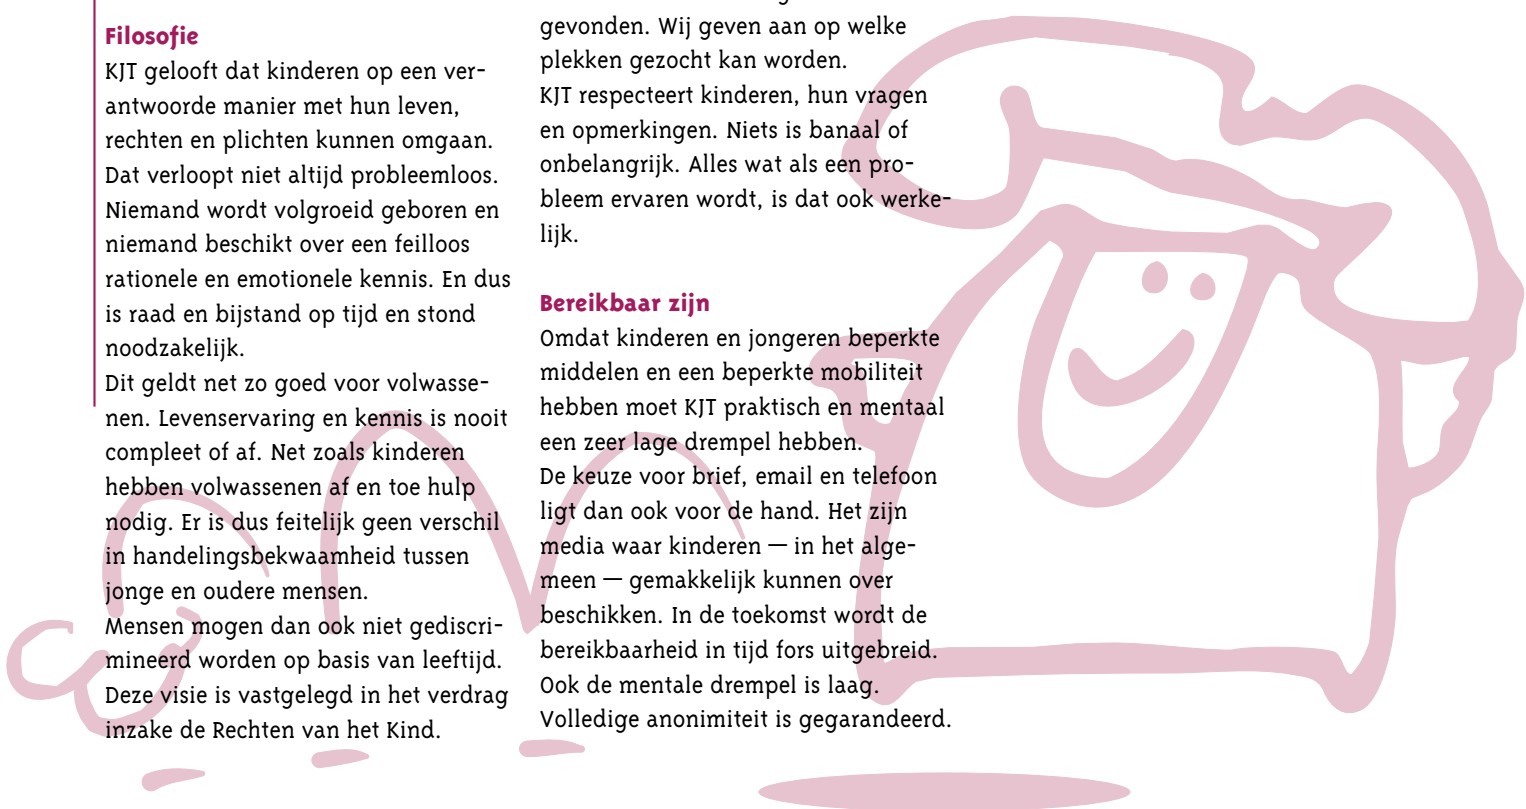 Filosofie
KJT gelooft dat kinderen op een ver-
antwoorde manier met hun leven,
rechten en plichten kunnen omgaan.
Dat verloopt niet altijd probleemloos.
Niemand wordt volgroeid geboren en
niemand beschikt over een feilloos
rationele en emotionele kennis. En dus
is raad en bijstand op tijd en stond
noodzakelijk.
Dit geldt net zo goed voor volwasse-
nen. Levenservaring en kennis is nooit
compleet of af. Net zoals kinderen
hebben volwassenen af en toe hulp
nodig. Er is dus feitelijk geen verschil
in handelingsbekwaamheid tussen
jonge en oudere mensen.
Mensen mogen dan ook niet gediscri-
mineerd worden op basis van leeftijd.
Deze visie is vastgelegd in het verdrag
inzake de Rechten van het Kind.
gevonden. Wij geven aan op welke
plekken gezocht kan worden.
KJT respecteert kinderen, hun vragen
en opmerkingen. Niets is banaal of
onbelangrijk. Alles wat als een pro-
bleem ervaren wordt, is dat ook werke-
lijk.
Bereikbaar zijn
Omdat kinderen en jongeren beperkte
middelen en een beperkte mobiliteit
hebben moet KJT praktisch en mentaal
een zeer lage drempel hebben.
De keuze voor brief, email en telefoon
ligt dan ook voor de hand. Het zijn
media waar kinderen — in het alge-
meen — gemakkelijk kunnen over
beschikken. In de toekomst wordt de
bereikbaarheid in tijd fors uitgebreid.
Ook de mentale drempel is laag.
Volledige anonimiteit is gegarandeerd.